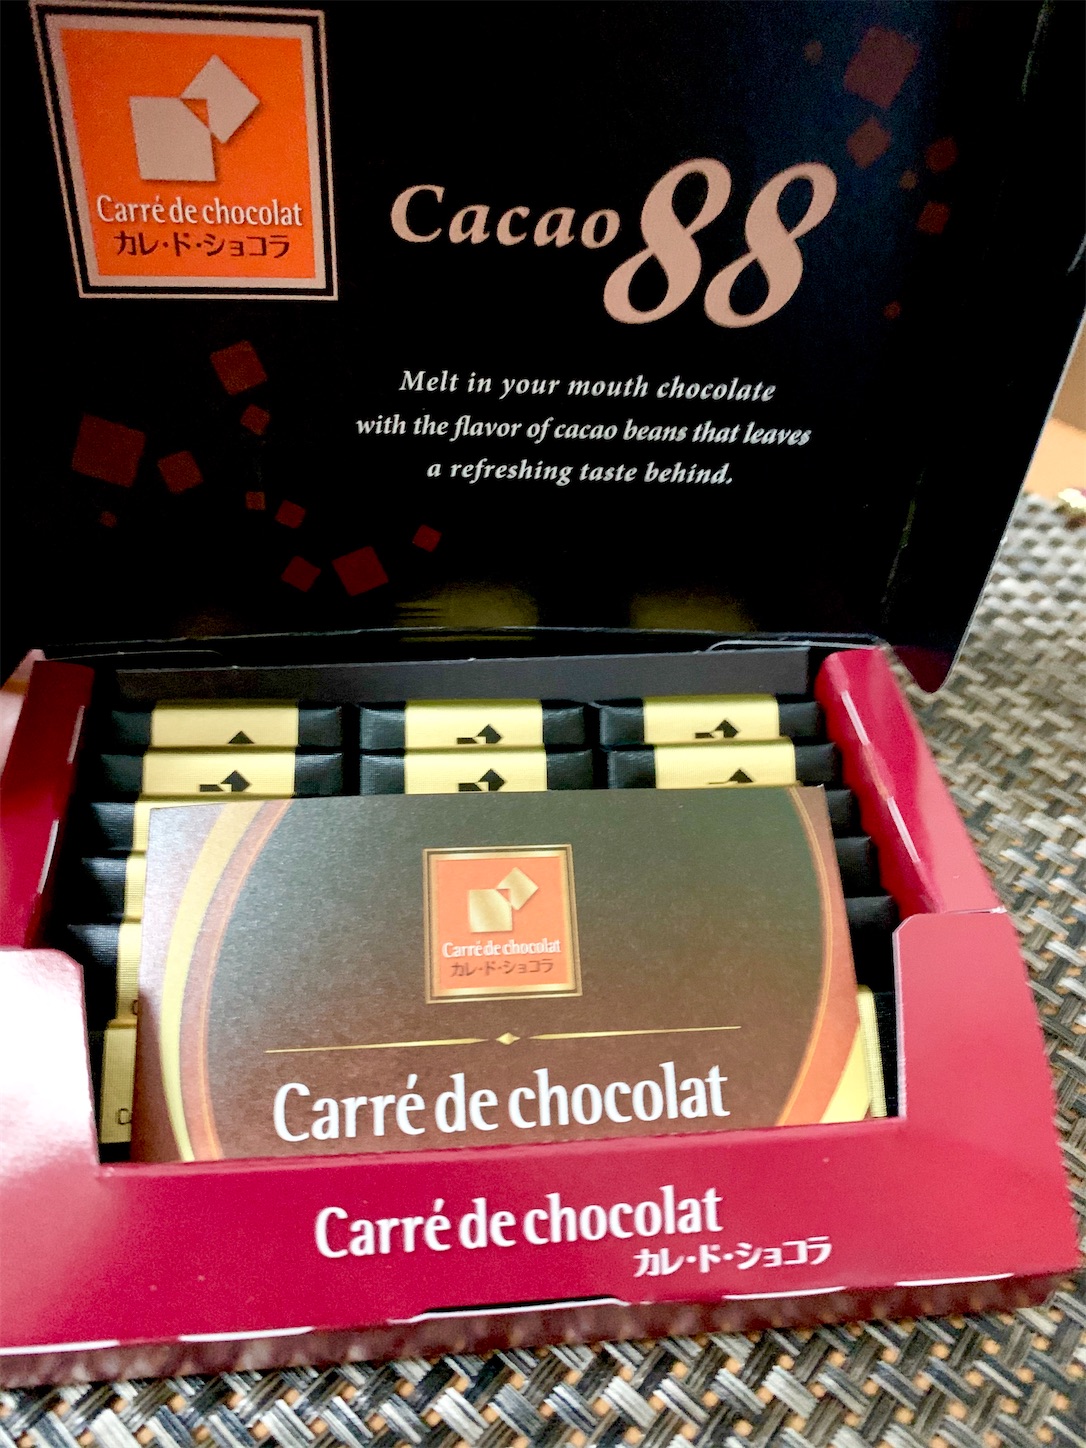 Carré de chocolat
カレ・ド・ショコラ
Cacao 88
Melt in your mouth chocolate
with the flavor of cacao beans that leaves
a refreshing taste behind.
Carré de chocolat
カレ・ド・ショコラ
Carré de chocolat
Carré de chocolat
カレ・ド・ショコラ